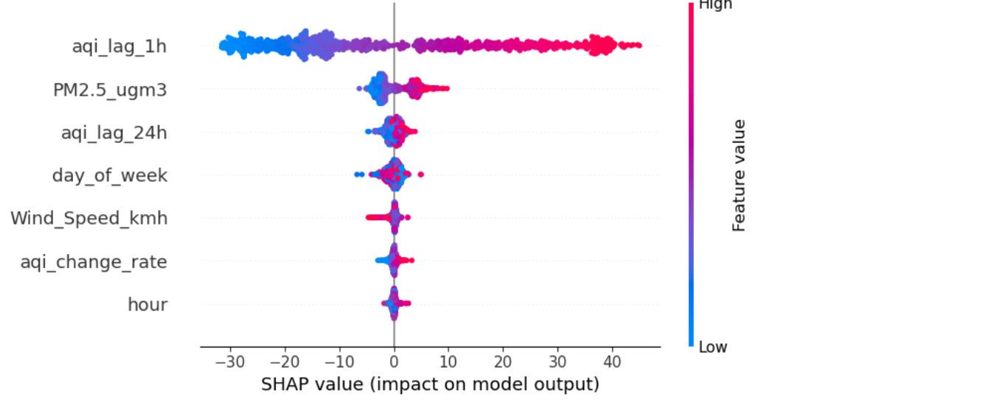 High
aqi_lag_1h
PM2.5_ugm3
aqi_lag_24h
day_of_week
Wind_Speed_kmh
aqi_change_rate
hour
Feature value
Low
−30 −20 −10 0 10 20 30 40
SHAP value (impact on model output)